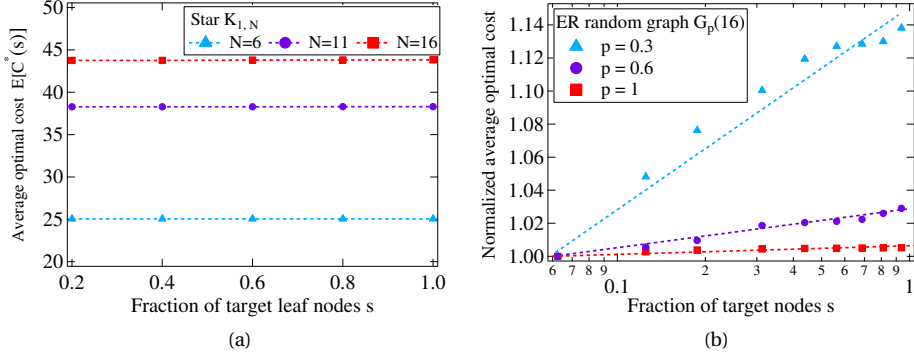 Star K1, N
N=6 N=11 N=16
Average optimal cost E[C*(s)]
50
45
40
35
30
25
20
0.2 0.4 0.6 0.8 1.0
Fraction of target leaf nodes s
(a)
ER random graph Gp(16)
p = 0.3
p = 0.6
p = 1
Normalized average optimal cost
1.14
1.12
1.10
1.08
1.06
1.04
1.02
1.00
6 7 8 9 2 3 4 5 6 7 8 9
0.1 1
Fraction of target nodes s
(b)